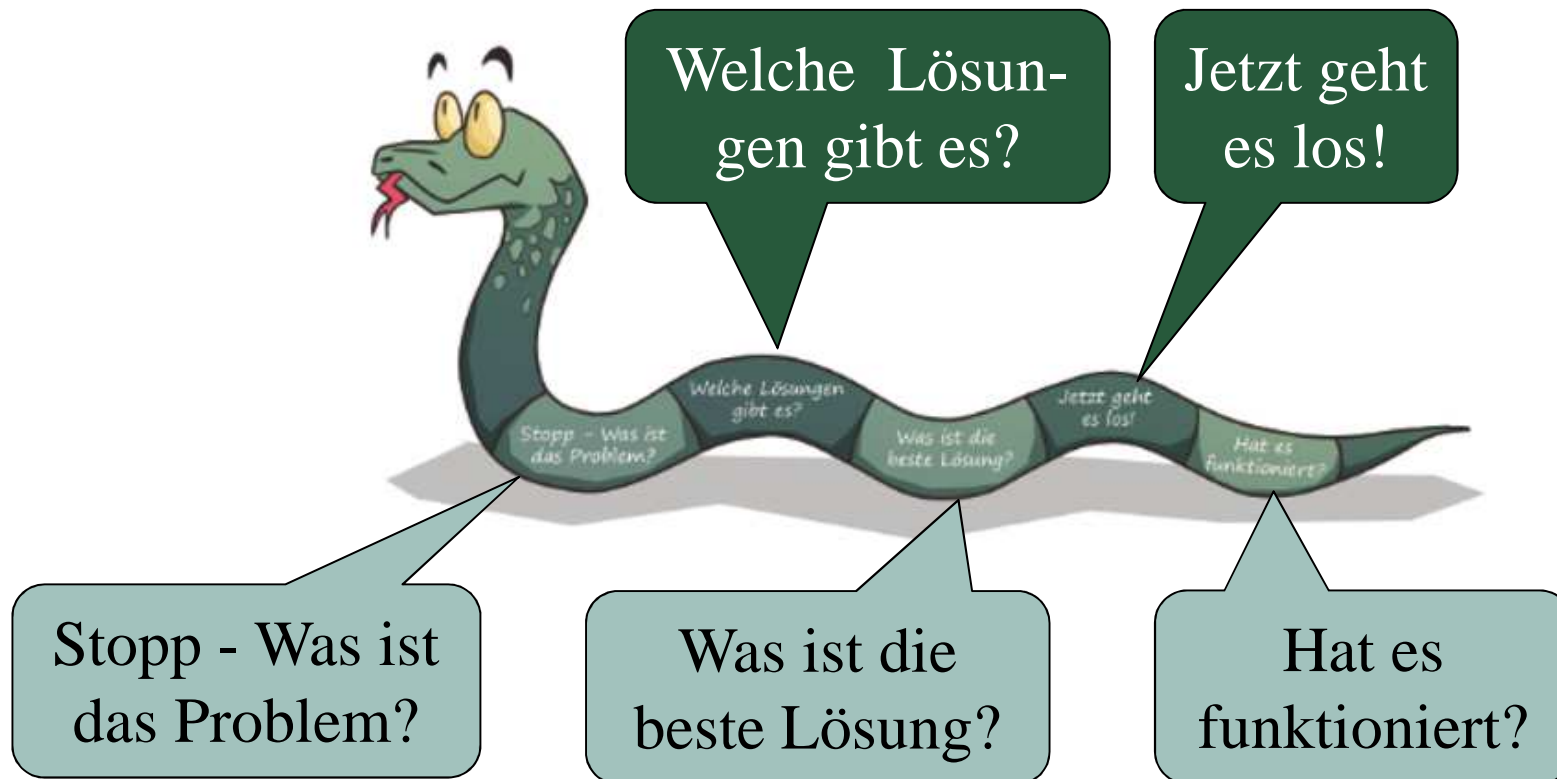 Welche Lösun-
gen gibt es?
Jetzt geht
es los!
Welche Lösungen
gibt es?
Jetzt geht
es los!
Stopp - Was ist
das Problem?
Was ist die
beste Lösung?
Hat es
funktioniert?
Stopp - Was ist
das Problem?
Was ist die
beste Lösung?
Hat es
funktioniert?